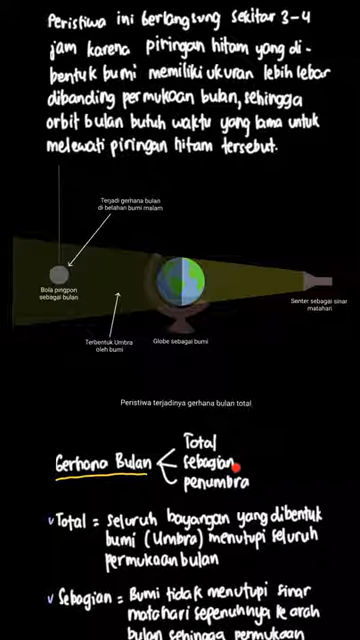 Peristiwa ini berlangsung sekitar 3-4
jam karena piringan hitam yang di-
bentuk bumi memiliki ukuran lebih lebar
dibanding permukaan bulan, sehingga
orbit bulan butuh waktu yang lama untuk
melewati piringan hitam tersebut.
Terjadi gerhana bulan
di belahan bumi malam
Bola pingpon
sebagai bulan
Senter sebagai sinar
matahari
Terbentuk Umbra
oleh bumi
Globe sebagai bumi
Peristiwa terjadinya gerhana bulan total
Total
Gerhana Bulan
sebagian
penumbra
Total = Seluruh bayangan yang dibentuk
bumi (Umbra) menutupi seluruh
permukaan bulan
Sebagian = Bumi tidak menutupi sinar
matahari sepenuhnya ke arah
bulan sehingga permukaan